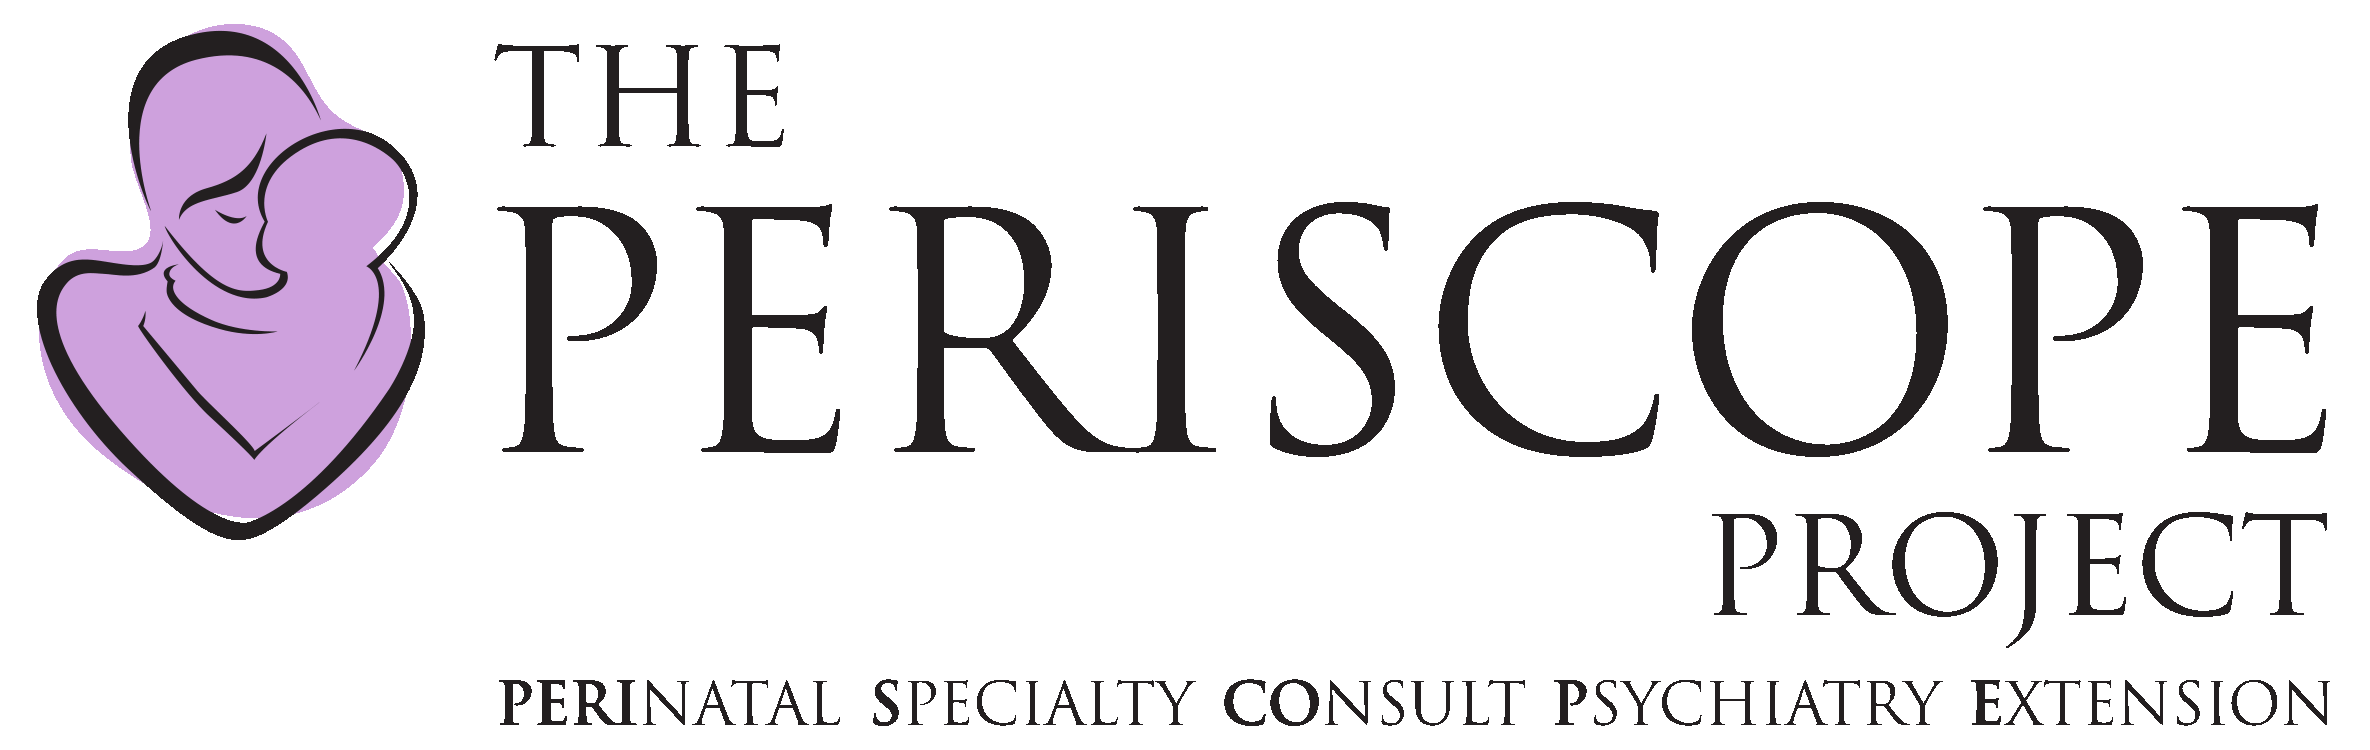 THE
PERISCOPE
PROJECT
PERINATAL SPECIALTY CONSULT PSYCHIATRY EXTENSION